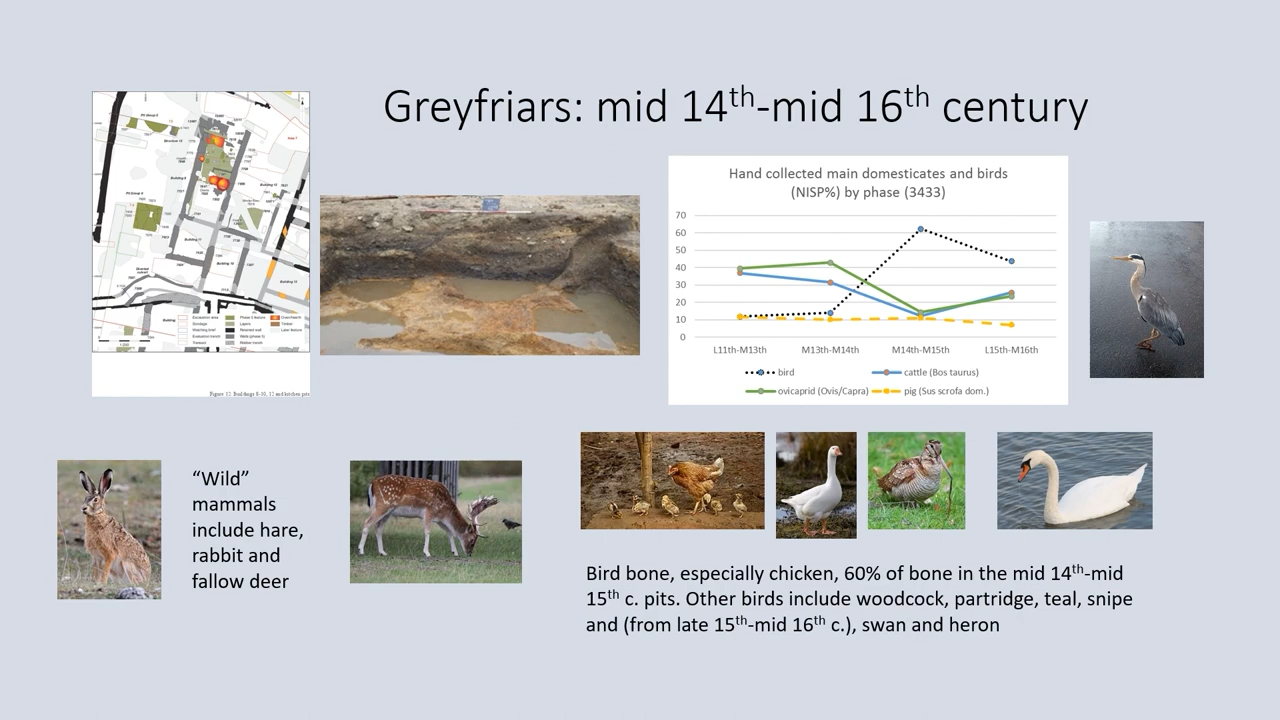 Greyfriars: mid 14th-mid 16th century
Hand collected main domesticates and birds
(NISP%) by phase (3433)
70
60
50
40
30
20
10
0
L11th-M13th M13th-M14th M14th-M15th L15th-M16th
bird cattle (Bos taurus)
ovicaprid (Ovis/Capra) pig (Sus scrofa dom.)
“Wild”
mammals
include hare,
rabbit and
fallow deer
Bird bone, especially chicken, 60% of bone in the mid 14th-mid
15th c. pits. Other birds include woodcock, partridge, teal, snipe
and (from late 15th-mid 16th c.), swan and heron